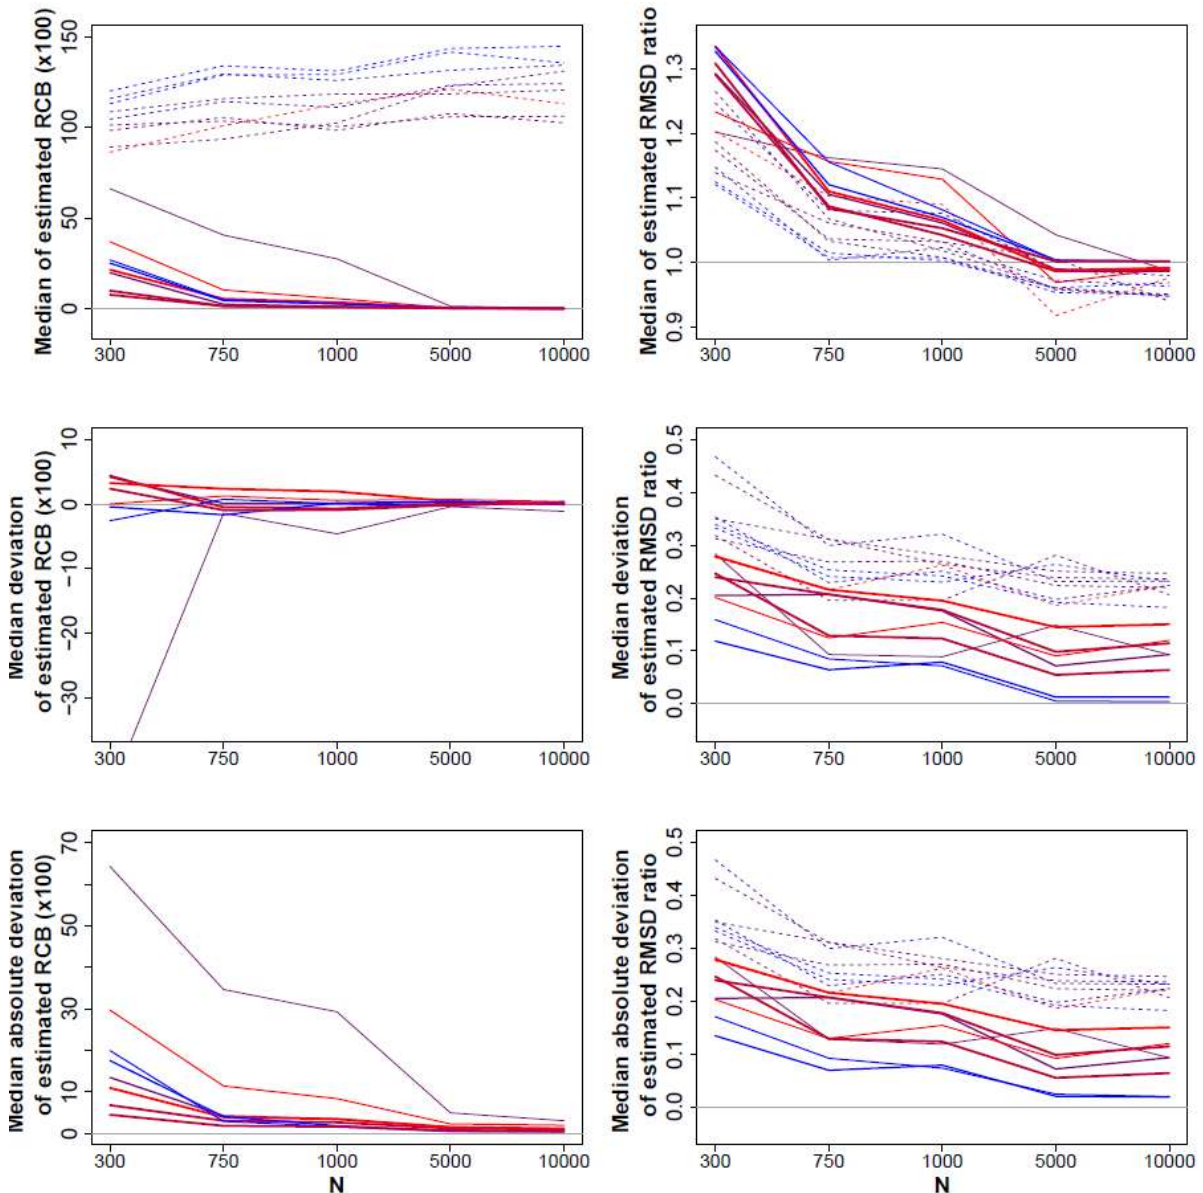 Median of estimated RCB (x100)
150
100
50
0
300 750 1000 5000 10000
Median of estimated RMSD ratio
1.3
1.2
1.1
1.0
0.9
300 750 1000 5000 10000
Median deviation
of estimated RCB (x100)
10
0
−10
−20
−30
300 750 1000 5000 10000
Median deviation
of estimated RMSD ratio
0.5
0.4
0.3
0.2
0.1
0.0
300 750 1000 5000 10000
Median absolute deviation
of estimated RCB (x100)
70
50
30
10
0
300 750 1000 5000 10000
N
Median absolute deviation
of estimated RMSD ratio
0.5
0.4
0.3
0.2
0.1
0.0
300 750 1000 5000 10000
N